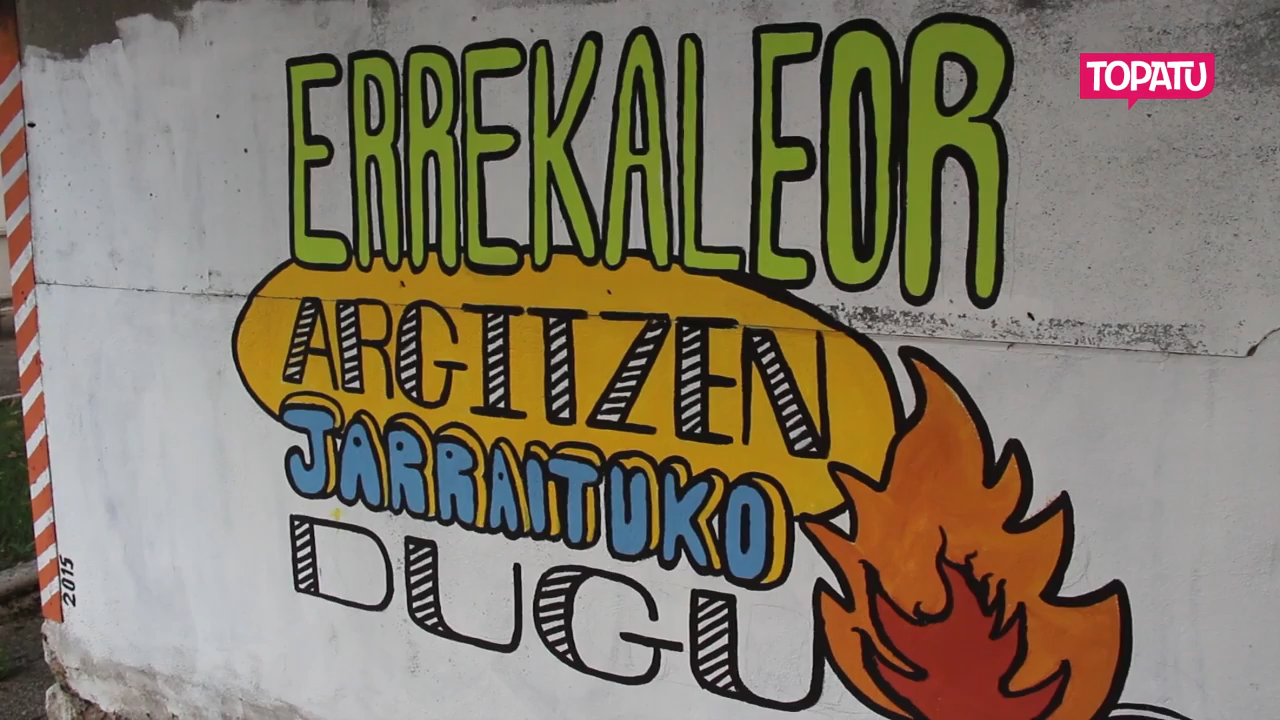 TOPATU
ERREKALEOR
ARGITZEN
JARRAITUKO
DUGU
2015